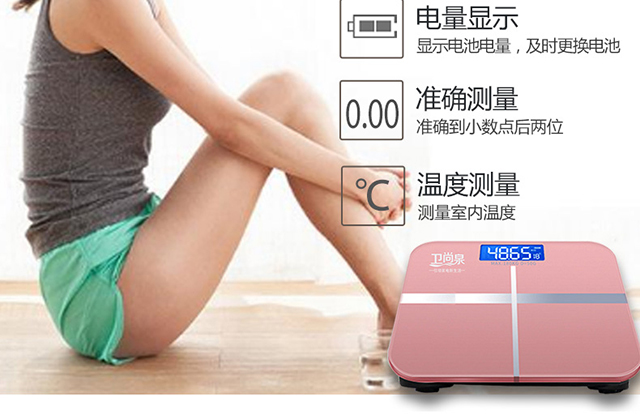 电量显示
显示电池电量，及时更换电池
0.00
准确测量
准确到小数点后两位
℃
温度测量
测量室内温度
卫尚泉
4865